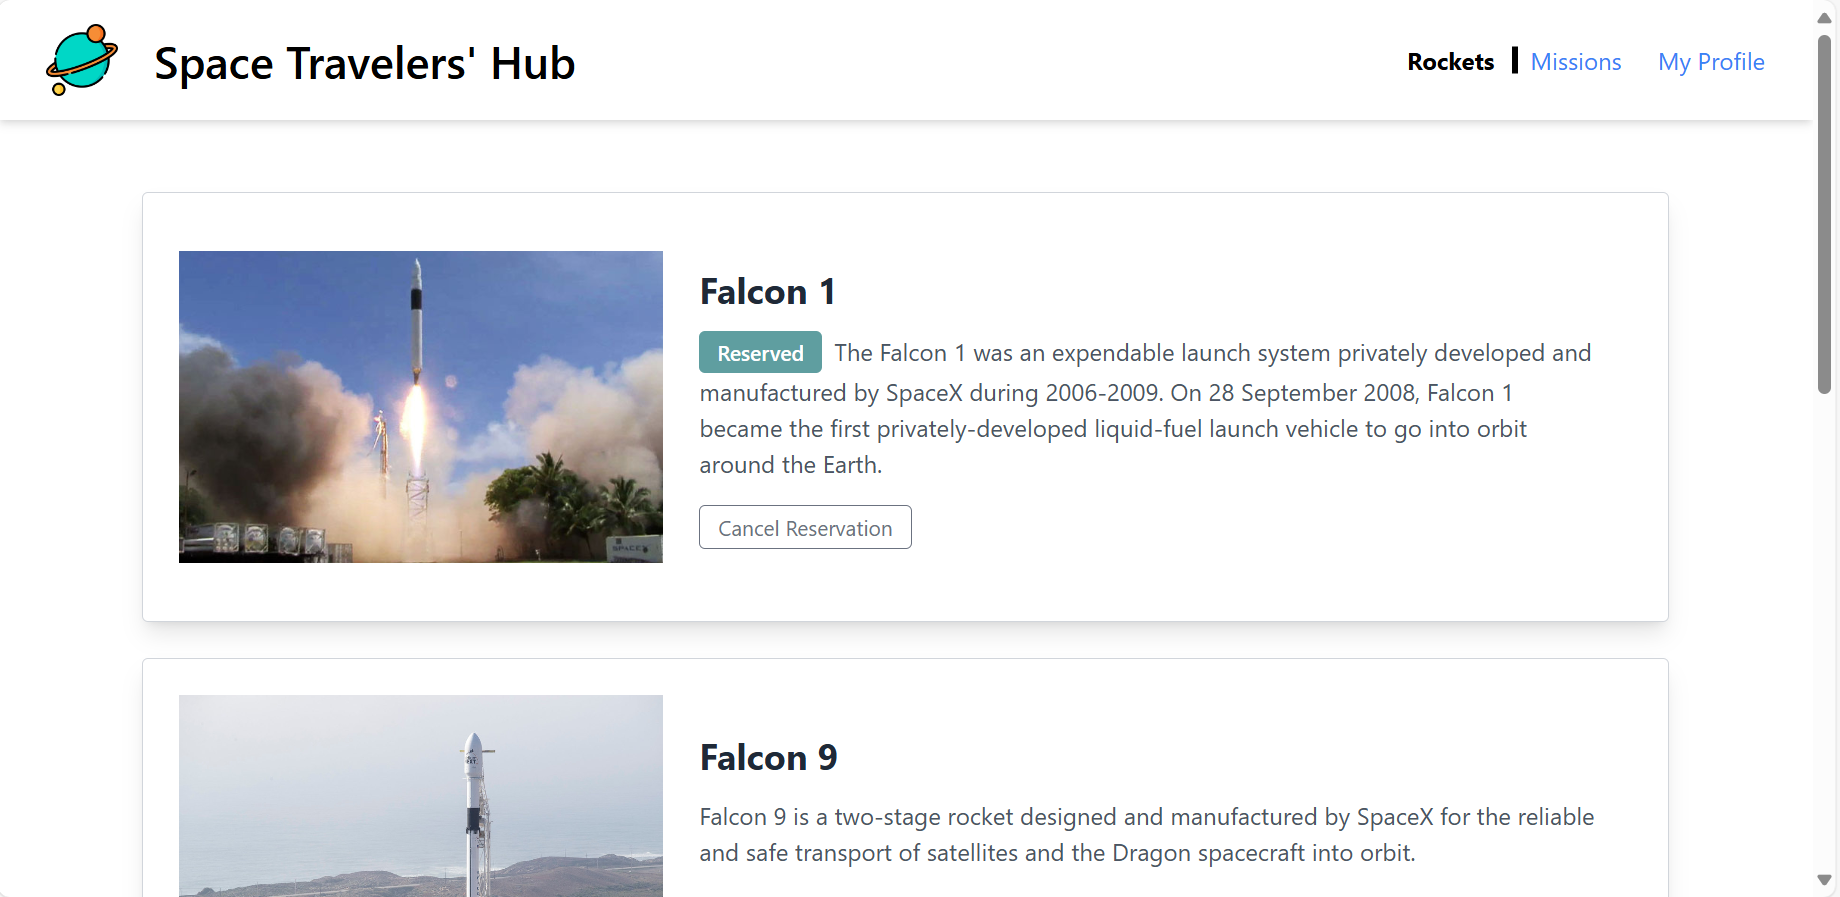 Space Travelers' Hub
Rockets
Missions
My Profile
Falcon 1
Reserved The Falcon 1 was an expendable launch system privately developed and
manufactured by SpaceX during 2006-2009. On 28 September 2008, Falcon 1
became the first privately-developed liquid-fuel launch vehicle to go into orbit
around the Earth.
Cancel Reservation
SPACEX
Falcon 9
Falcon 9 is a two-stage rocket designed and manufactured by SpaceX for the reliable
and safe transport of satellites and the Dragon spacecraft into orbit.